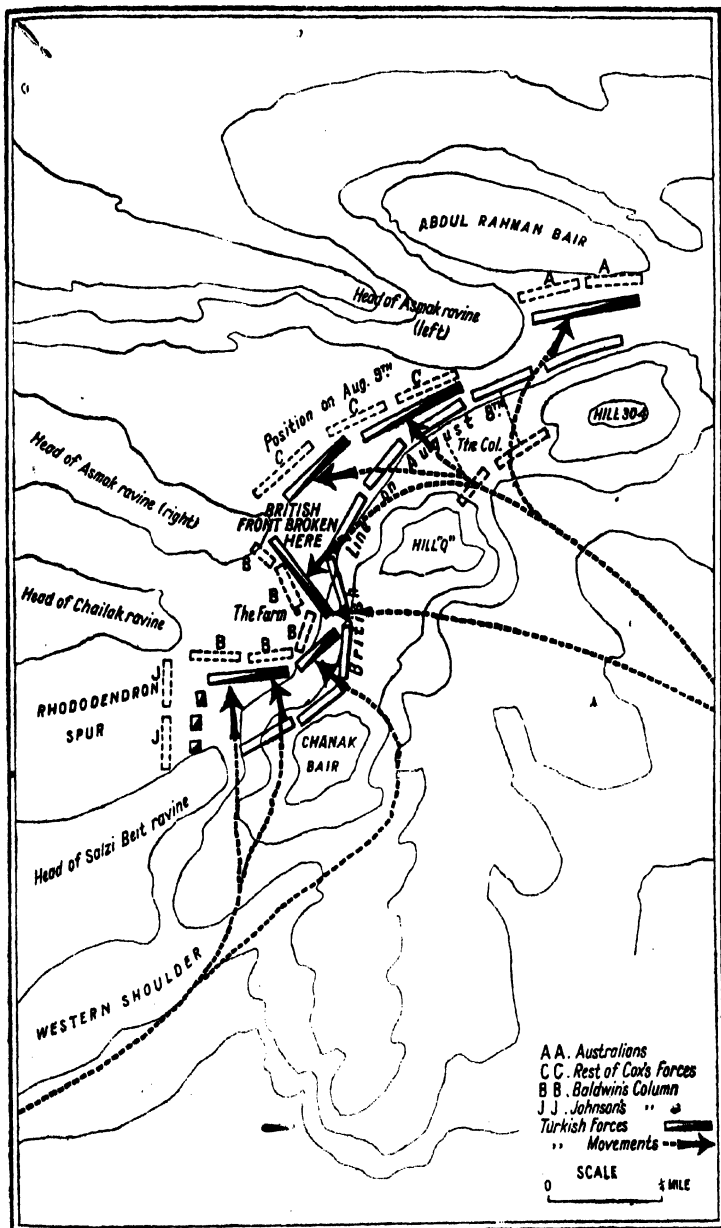 ABDUL RAHMAN BAIR
A A
Head of Asmak ravine
(left)
Position on Aug. 9TH
C C C
HILL 304
The Col.
British Line on August 8TH
Head of Asmak ravine (right)
BRITISH
FRONT BROKEN
HERE
HILL "Q"
B
B
The Farm
B
Head of Chailak ravine
B B
J
RHODODENDRON
SPUR
J
CHANAK
BAIR
Head of Salzi Beit ravine
WESTERN SHOULDER
A A. Australians
C C. Rest of Cox's Forces
B B. Baldwin's Column
J J. Johnson's " "
Turkish Forces
" Movements
SCALE
0 ¼ MILE